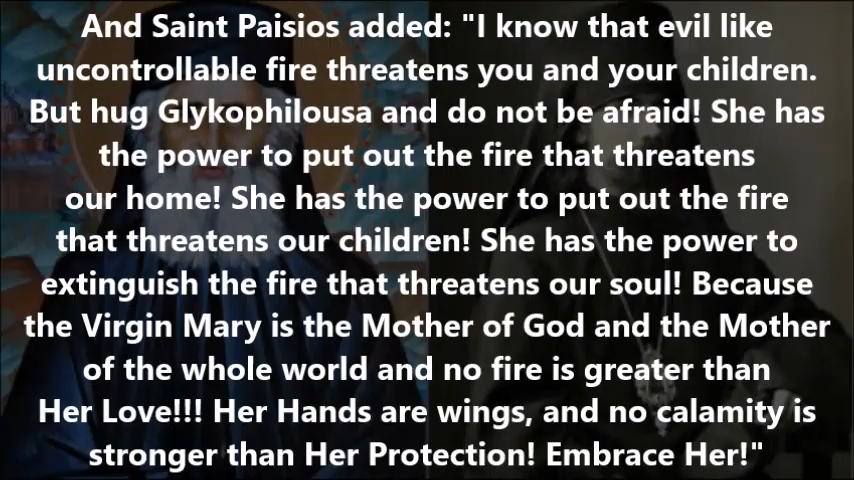 And Saint Paisios added: "I know that evil like
uncontrollable fire threatens you and your children.
But hug Glykophilousa and do not be afraid! She has
the power to put out the fire that threatens
our home! She has the power to put out the fire
that threatens our children! She has the power to
extinguish the fire that threatens our soul! Because
the Virgin Mary is the Mother of God and the Mother
of the whole world and no fire is greater than
Her Love!!! Her Hands are wings, and no calamity is
stronger than Her Protection! Embrace Her!"